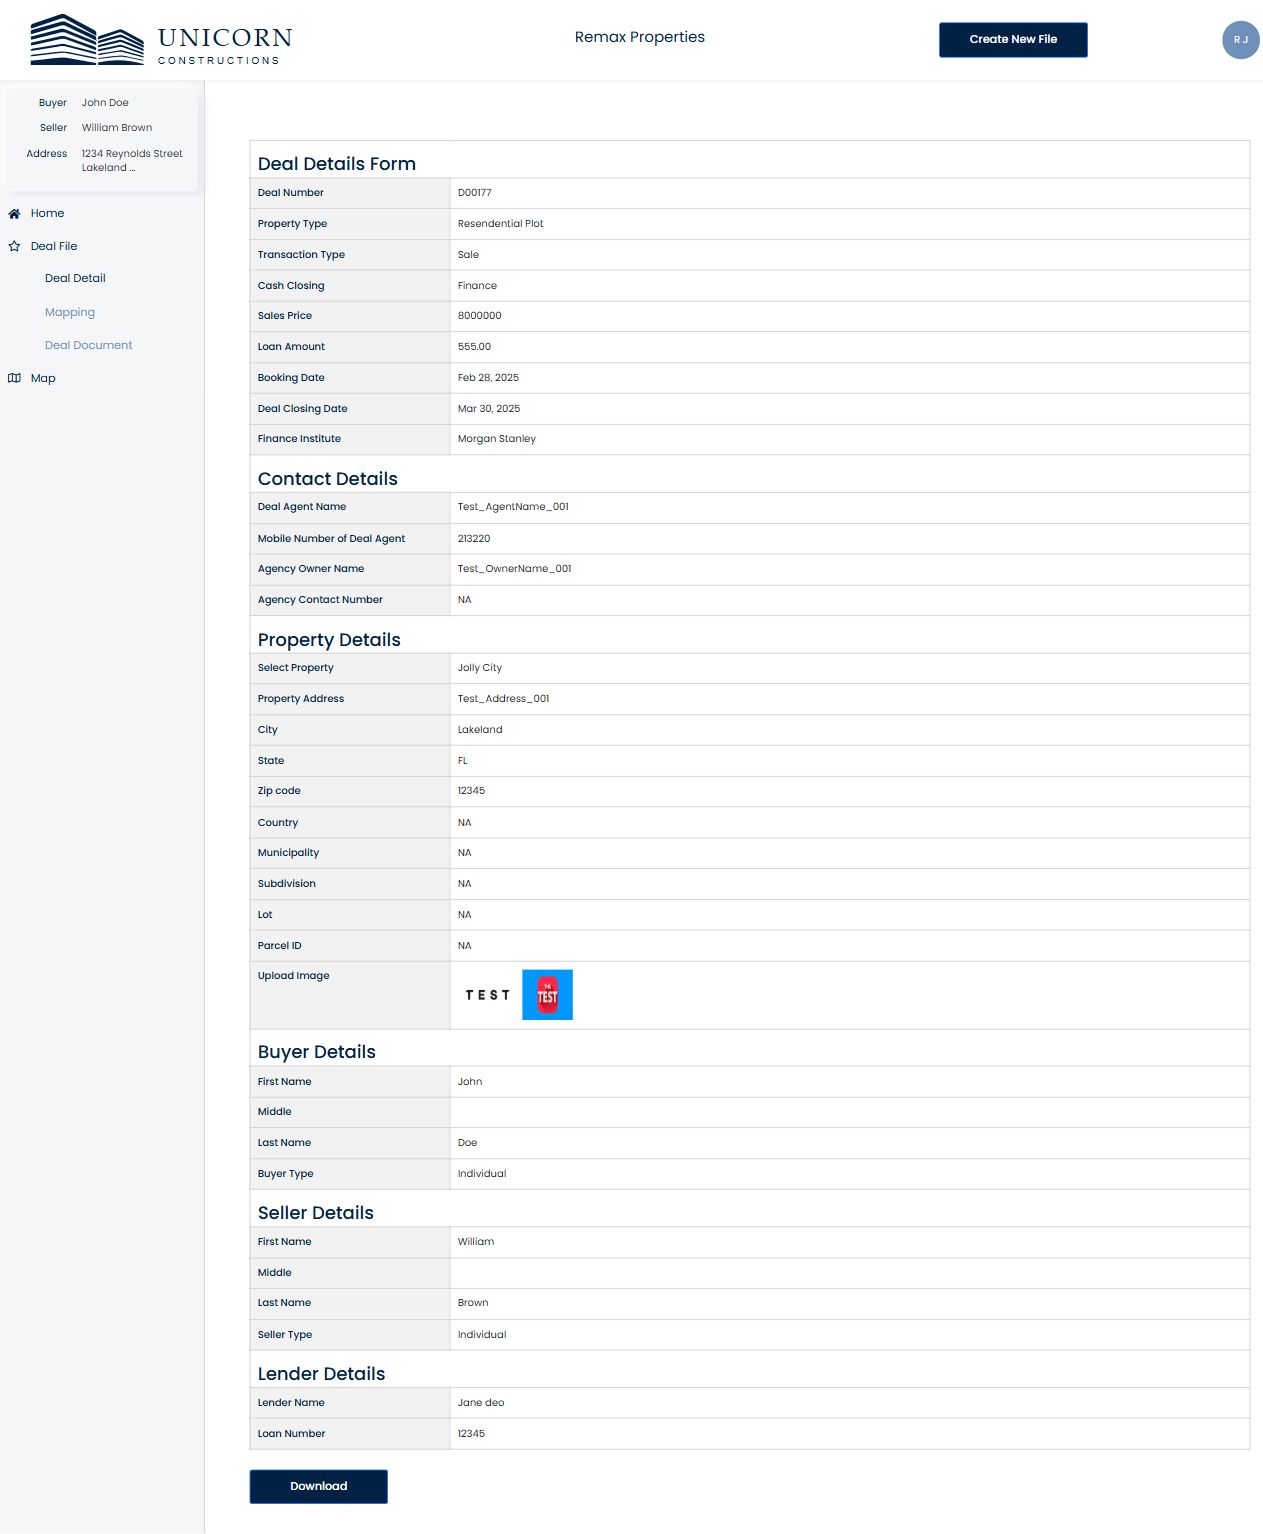 UNICORN
CONSTRUCTIONS
Remax Properties
Create New File
R J
Buyer John Doe
Seller William Brown
Address 1234 Reynolds Street
Lakeland ...
Home
Deal File
Deal Detail
Mapping
Deal Document
Map
Deal Details Form
Deal Number D00177
Property Type Resendential Plot
Transaction Type Sale
Cash Closing Finance
Sales Price 8000000
Loan Amount 555.00
Booking Date Feb 28, 2025
Deal Closing Date Mar 30, 2025
Finance Institute Morgan Stanley
Contact Details
Deal Agent Name Test_AgentName_001
Mobile Number of Deal Agent 213220
Agency Owner Name Test_OwnerName_001
Agency Contact Number NA
Property Details
Select Property Jolly City
Property Address Test_Address_001
City Lakeland
State FL
Zip code 12345
Country NA
Municipality NA
Subdivision NA
Lot NA
Parcel ID NA
Upload Image
TEST
TEST
Buyer Details
First Name John
Middle
Last Name Doe
Buyer Type Individual
Seller Details
First Name William
Middle
Last Name Brown
Seller Type Individual
Lender Details
Lender Name Jane deo
Loan Number 12345
Download